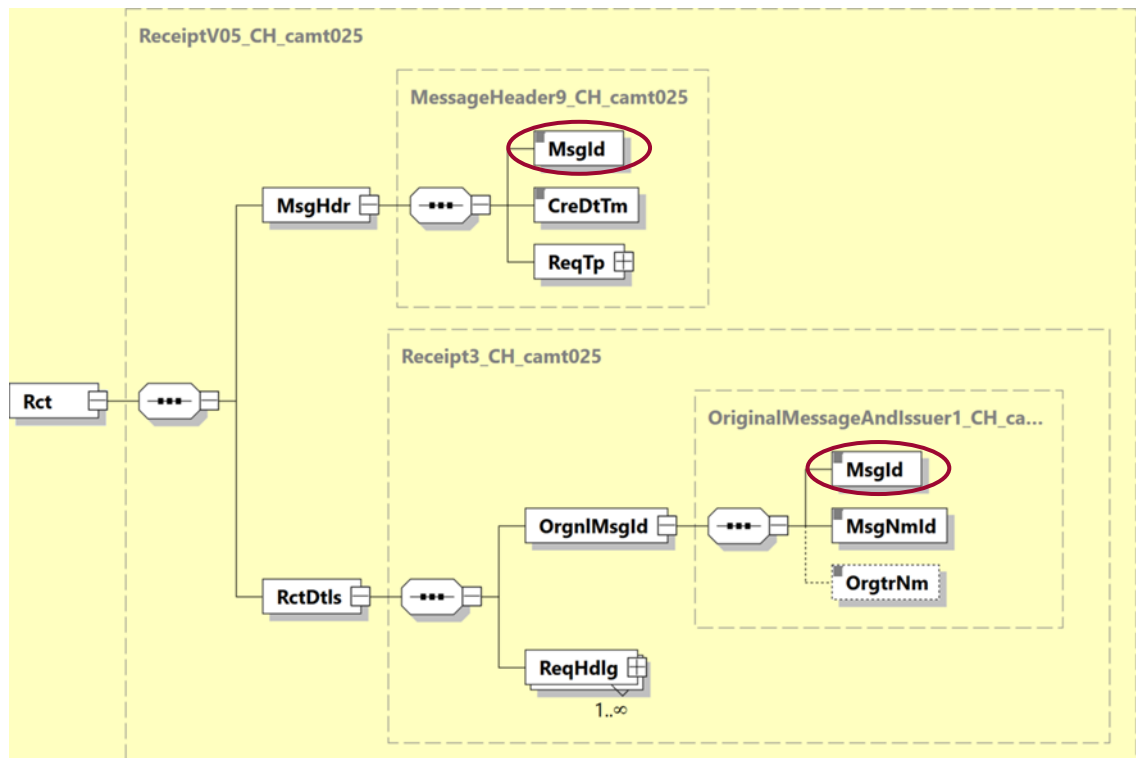 ReceiptV05_CH_camt025
MessageHeader9_CH_camt025
MsgId
MsgHdr
CreDtTm
ReqTp
Receipt3_CH_camt025
Rct
OriginalMessageAndIssuer1_CH_ca...
MsgId
OrgnlMsgId
MsgNmId
RctDtls
OrgtrNm
ReqHdlg
1..∞